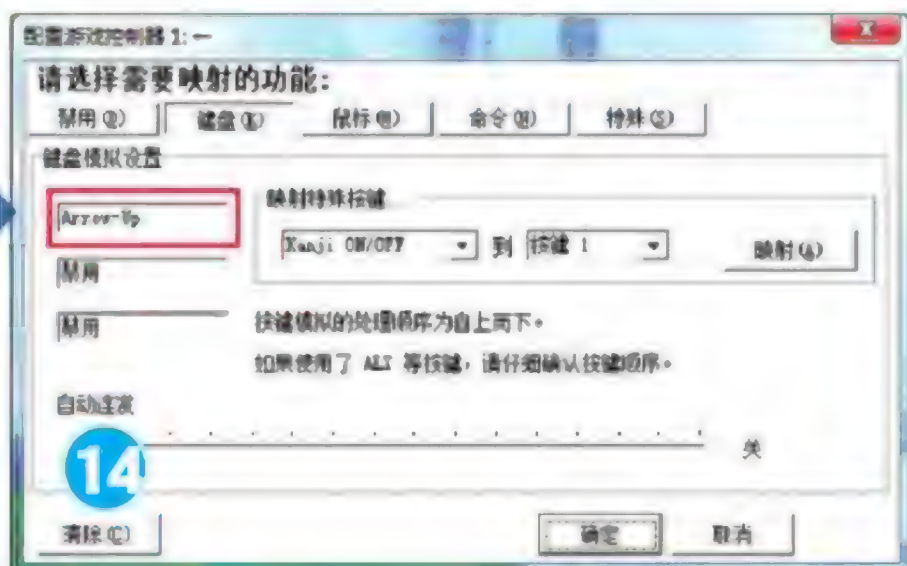 配置游戏控制器 1: ←
请选择需要映射的功能:
禁用(D) 键盘(K) 鼠标(M) 命令(W) 特殊(S)
键盘模拟设置
映射特殊按键
Arrow-Up
Kanji ON/OFF 到 按键 1 映射(A)
禁用
禁用
按键模拟的处理顺序为自上而下。
如果使用了 ALT 等按键,请仔细确认按键顺序。
自动连发
关
14
清除(C) 确定 取消